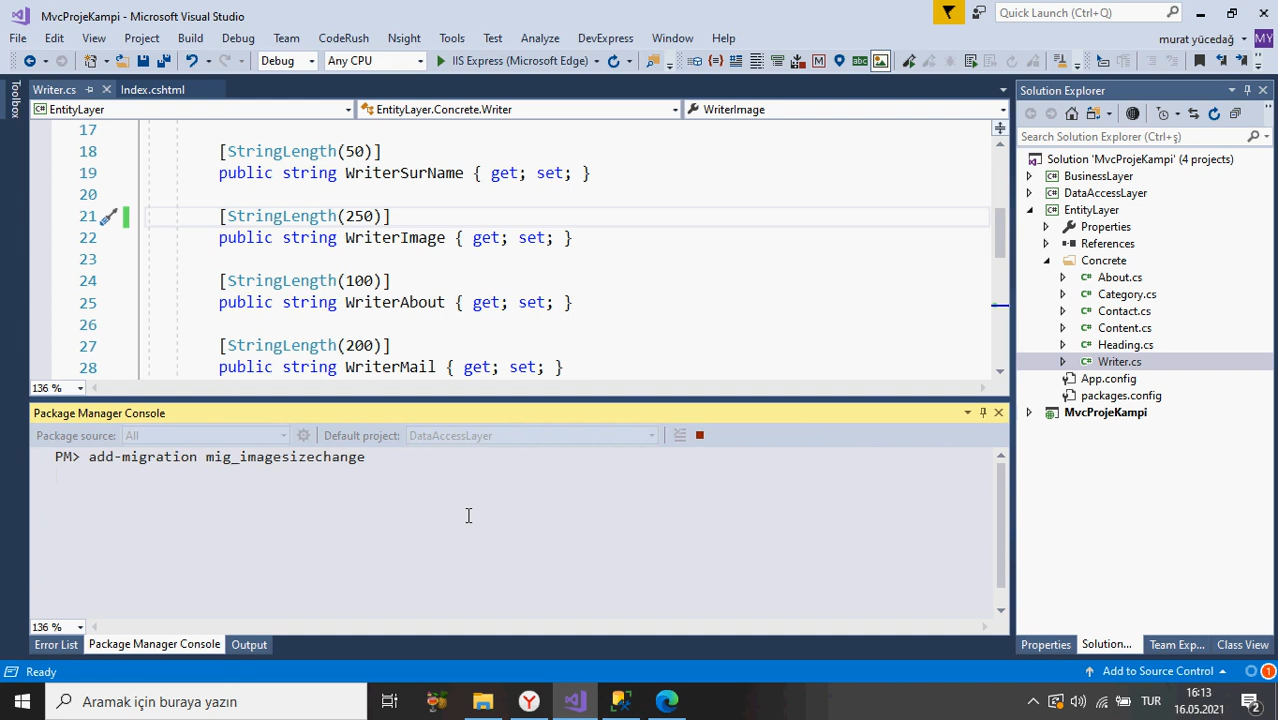 MvcProjeKampi - Microsoft Visual Studio
Quick Launch (Ctrl+Q)
File Edit View Project Build Debug Team CodeRush Nsight Tools Test Analyze DevExpress Window Help
murat yücedağ MY
Debug Any CPU IIS Express (Microsoft Edge)
Toolbox
Writer.cs Index.cshtml
EntityLayer EntityLayer.Concrete.Writer WriterImage
17
18 [StringLength(50)]
19 public string WriterSurName { get; set; }
20
21 [StringLength(250)]
22 public string WriterImage { get; set; }
23
24 [StringLength(100)]
25 public string WriterAbout { get; set; }
26
27 [StringLength(200)]
28 public string WriterMail { get; set; }
136 %
Package Manager Console
Package source: All Default project: DataAccessLayer
PM> add-migration mig_imagesizechange
136 %
Error List Package Manager Console Output
Solution Explorer
Search Solution Explorer (Ctrl+ş)
Solution 'MvcProjeKampi' (4 projects)
BusinessLayer
DataAccessLayer
EntityLayer
Properties
References
Concrete
About.cs
Category.cs
Contact.cs
Content.cs
Heading.cs
Writer.cs
App.config
packages.config
MvcProjeKampi
Properties Solution... Team Exp... Class View
Ready
Add to Source Control 1
Aramak için buraya yazın
TUR
16:13
16.05.2021
2